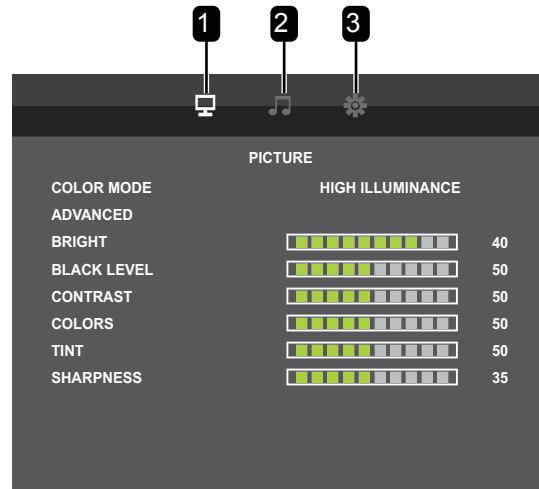 1 2 3
PICTURE
COLOR MODE HIGH ILLUMINANCE
ADVANCED
BRIGHT 40
BLACK LEVEL 50
CONTRAST 50
COLORS 50
TINT 50
SHARPNESS 35